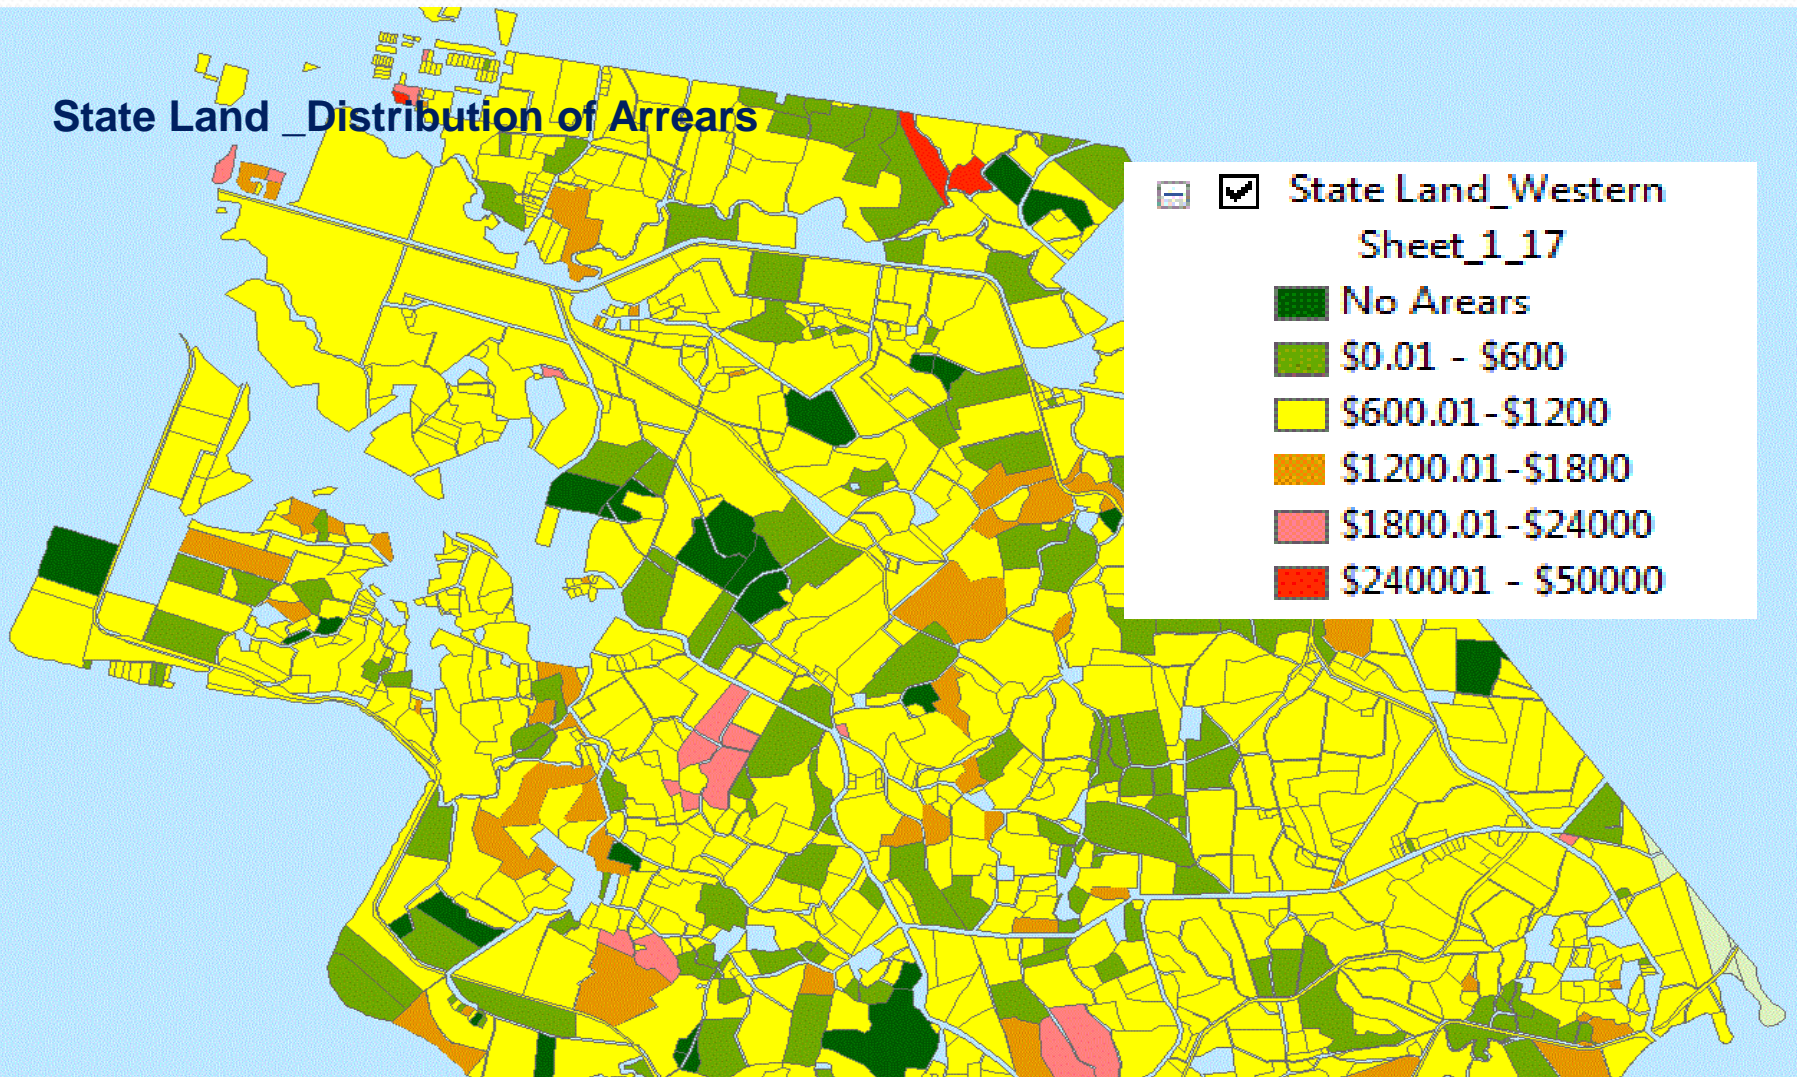 State Land _Distribution of Arrears
State Land_Western
Sheet_1_17
No Arears
$0.01 - $600
$600.01-$1200
$1200.01-$1800
$1800.01-$24000
$240001 - $50000